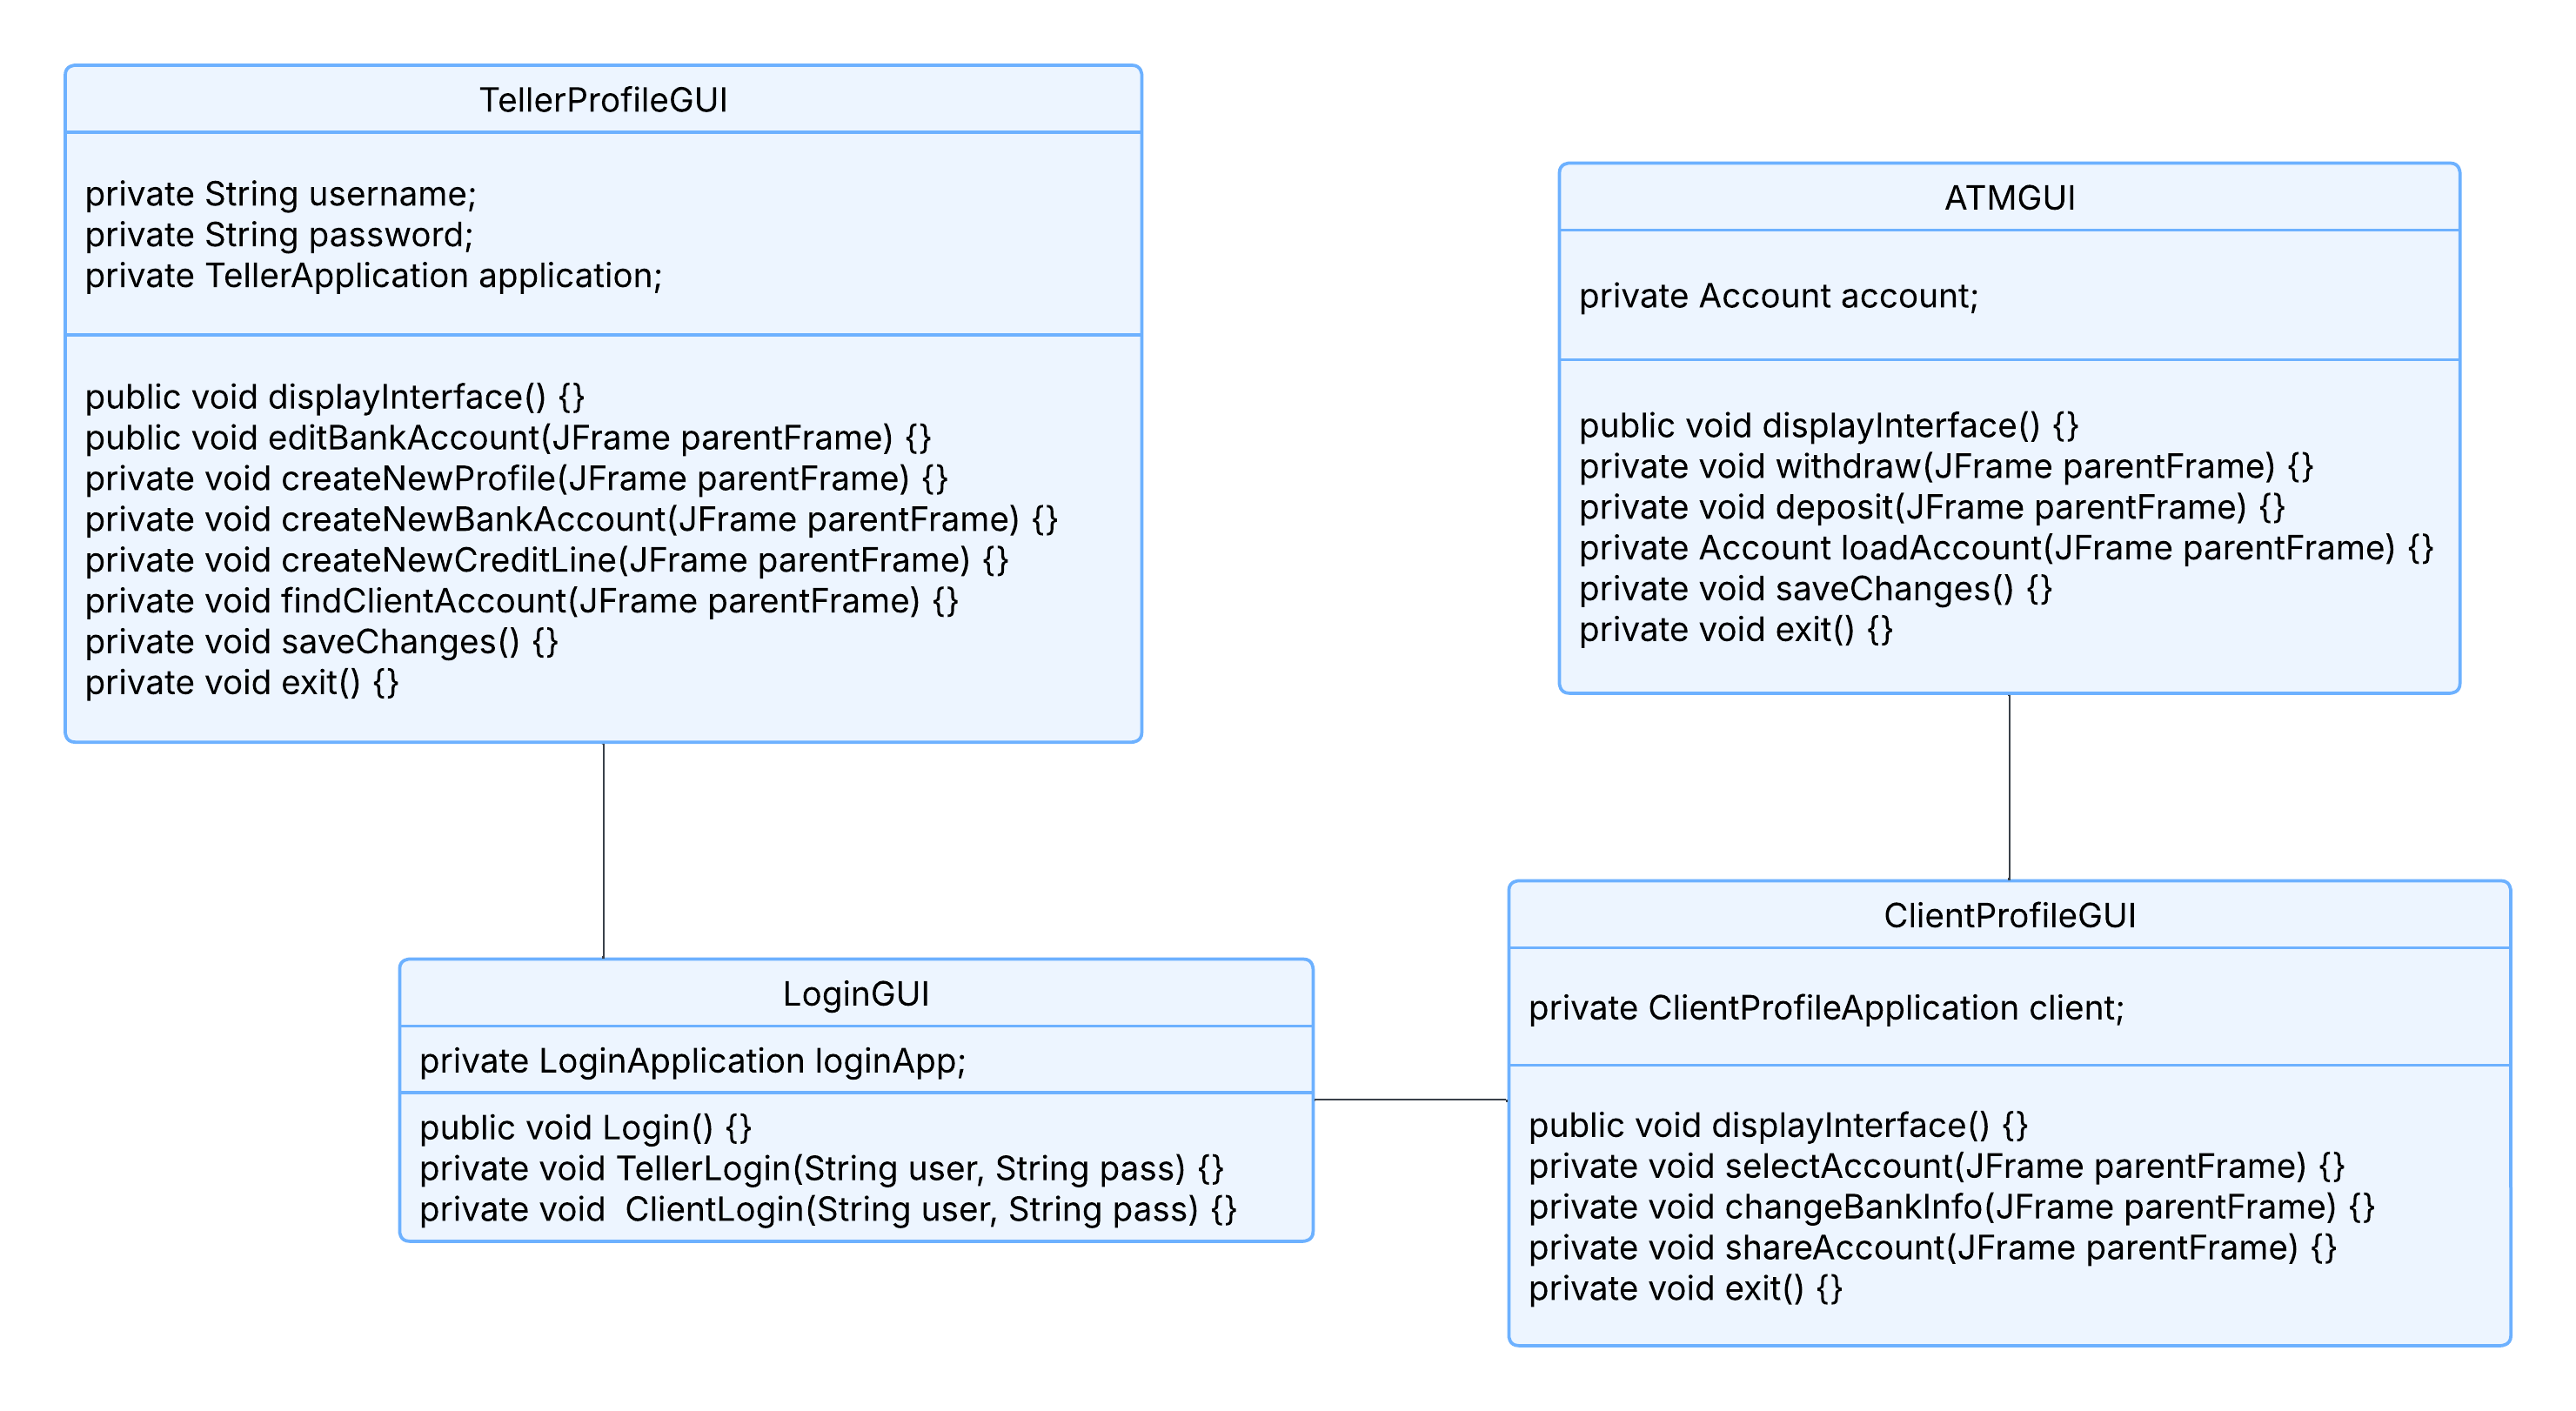 TellerProfileGUI
private String username;
private String password;
private TellerApplication application;
public void displayInterface() {}
public void editBankAccount(JFrame parentFrame) {}
private void createNewProfile(JFrame parentFrame) {}
private void createNewBankAccount(JFrame parentFrame) {}
private void createNewCreditLine(JFrame parentFrame) {}
private void findClientAccount(JFrame parentFrame) {}
private void saveChanges() {}
private void exit() {}
ATMGUI
private Account account;
public void displayInterface() {}
private void withdraw(JFrame parentFrame) {}
private void deposit(JFrame parentFrame) {}
private Account loadAccount(JFrame parentFrame) {}
private void saveChanges() {}
private void exit() {}
LoginGUI
private LoginApplication loginApp;
public void Login() {}
private void TellerLogin(String user, String pass) {}
private void  ClientLogin(String user, String pass) {}
ClientProfileGUI
private ClientProfileApplication client;
public void displayInterface() {}
private void selectAccount(JFrame parentFrame) {}
private void changeBankInfo(JFrame parentFrame) {}
private void shareAccount(JFrame parentFrame) {}
private void exit() {}